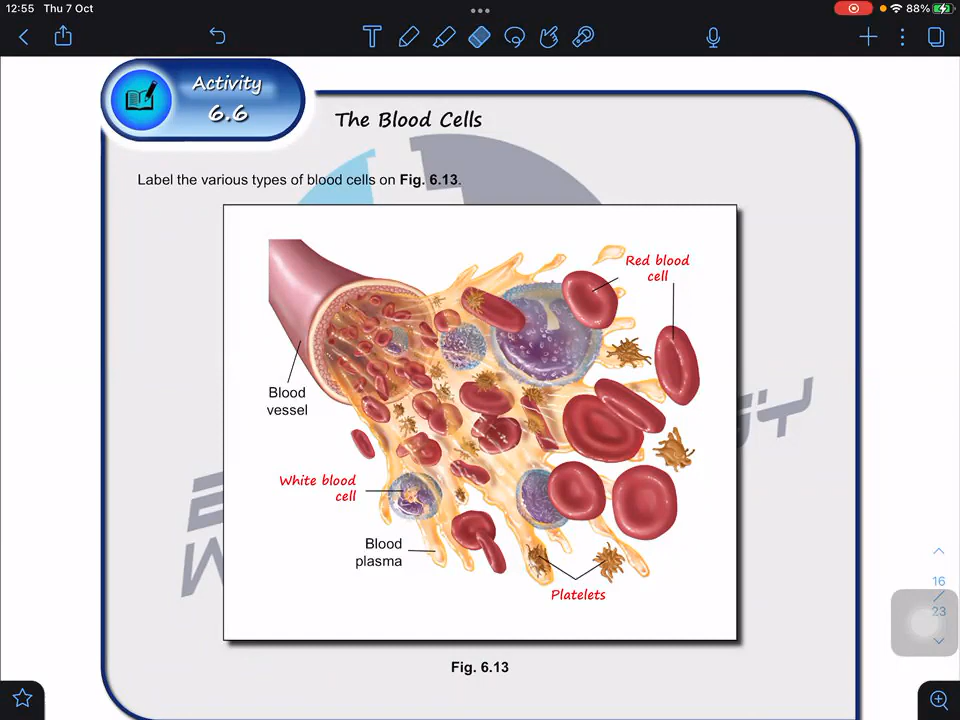 12:55 Thu 7 Oct
88%
Activity
6.6
The Blood Cells
Label the various types of blood cells on Fig. 6.13.
Red blood
cell
Blood
vessel
White blood
cell
Blood
plasma
Platelets
16
23
Fig. 6.13